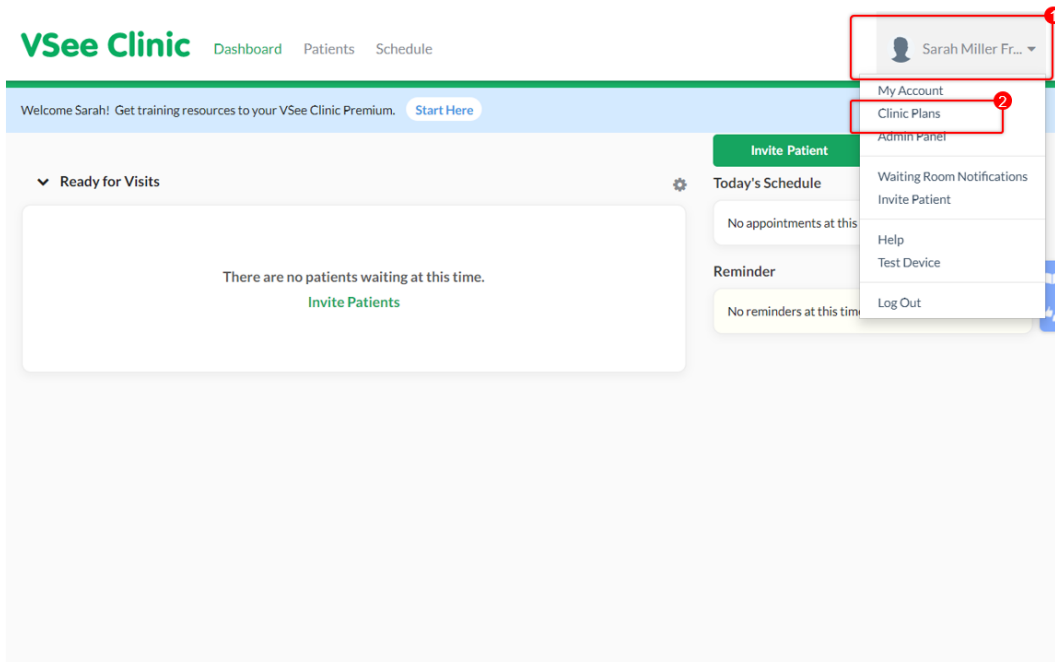 VSee Clinic Dashboard Patients Schedule
1
Sarah Miller Fr...
Welcome Sarah! Get training resources to your VSee Clinic Premium. Start Here
My Account
2
Clinic Plans
Admin Panel
Waiting Room Notifications
Invite Patient
Help
Test Device
Log Out
Invite Patient
Ready for Visits
There are no patients waiting at this time.
Invite Patients
Today's Schedule
No appointments at this
Reminder
No reminders at this time